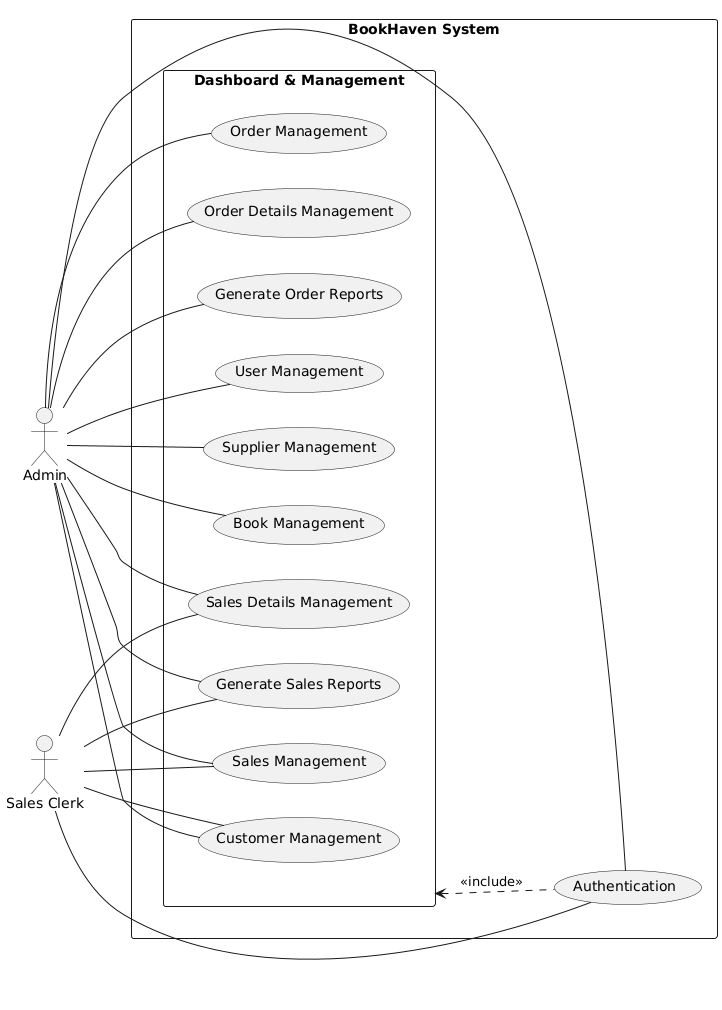 BookHaven System
Dashboard & Management
Order Management
Order Details Management
Generate Order Reports
User Management
Supplier Management
Admin
Book Management
Sales Details Management
Generate Sales Reports
Sales Management
Sales Clerk
Customer Management
«include»
Authentication